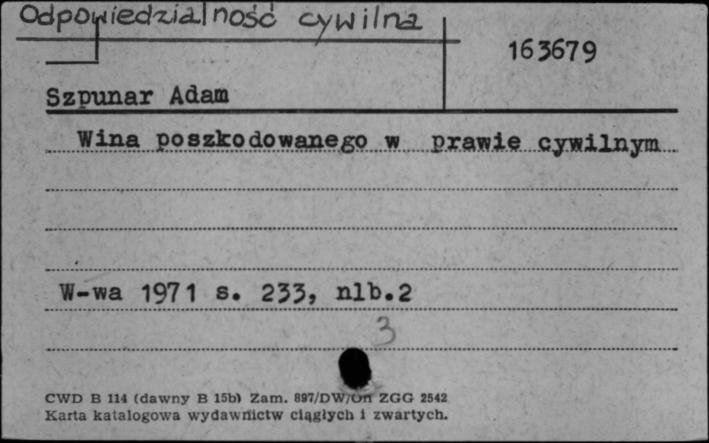 Odpowiedzialność cywilna
163679
Szpunar Adam
Wina poszkodowanego w prawie cywilnym
W-wa 1971 s. 233, nlb.2
3
CWD B 114 (dawny B 15b) Zam. 897/DW/Un ZGG 2542
Karta katalogowa wydawnictw ciągłych i zwartych.